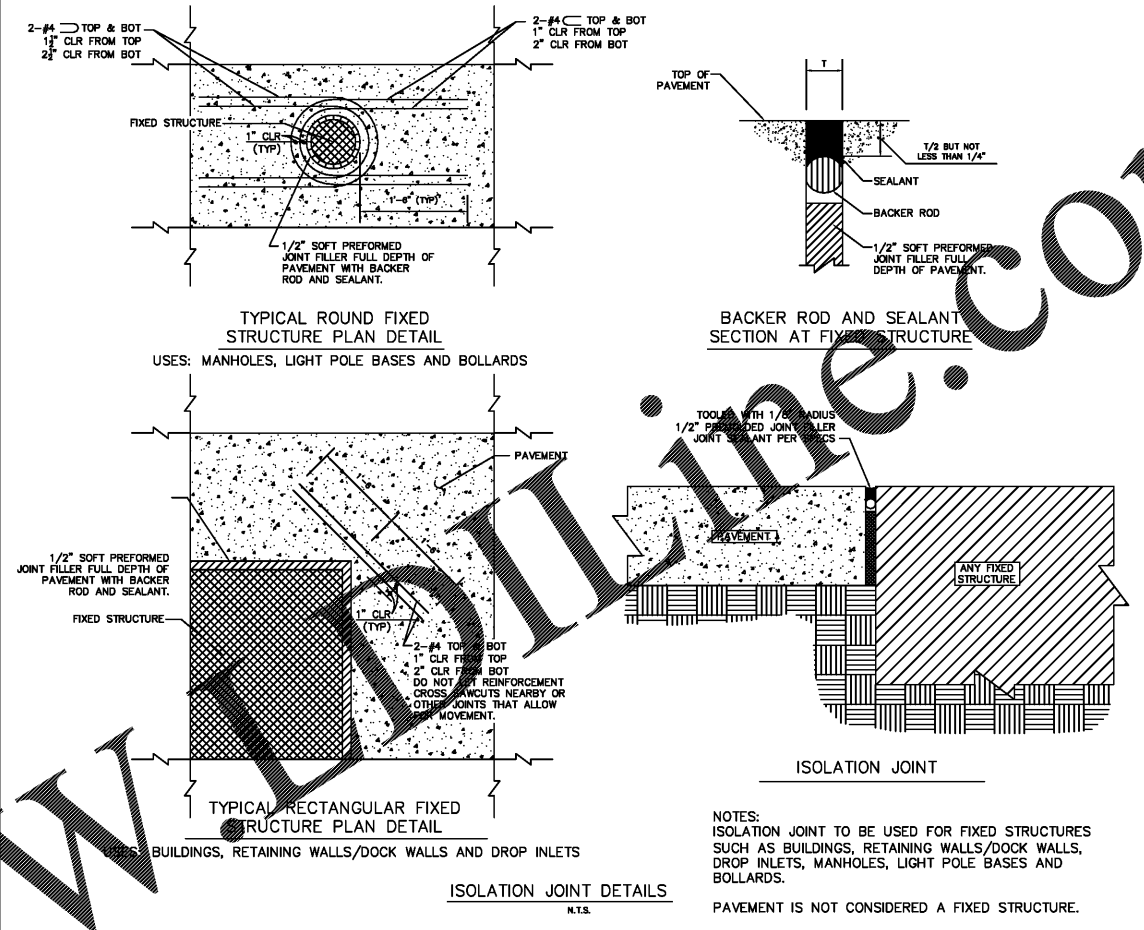 2-#4 TOP & BOT
1½" CLR FROM TOP
2½" CLR FROM BOT
2-#4 TOP & BOT
1" CLR FROM TOP
2" CLR FROM BOT
FIXED STRUCTURE
1" CLR
(TYP)
1'-6" (TYP)
1/2" SOFT PREFORMED
JOINT FILLER FULL DEPTH OF
PAVEMENT WITH BACKER
ROD AND SEALANT.
TYPICAL ROUND FIXED
STRUCTURE PLAN DETAIL
USES: MANHOLES, LIGHT POLE BASES AND BOLLARDS
T
TOP OF
PAVEMENT
T/2 BUT NOT
LESS THAN 1/4"
SEALANT
BACKER ROD
1/2" SOFT PREFORMED
JOINT FILLER FULL
DEPTH OF PAVEMENT.
BACKER ROD AND SEALANT
SECTION AT FIXED STRUCTURE
PAVEMENT
1/2" SOFT PREFORMED
JOINT FILLER FULL DEPTH OF
PAVEMENT WITH BACKER
ROD AND SEALANT.
FIXED STRUCTURE
1" CLR
(TYP)
2-#4 TOP & BOT
1" CLR FROM TOP
2" CLR FROM BOT
DO NOT LET REINFORCEMENT
CROSS SAWCUTS NEARBY OR
OTHER JOINTS THAT ALLOW
FOR MOVEMENT.
TYPICAL RECTANGULAR FIXED
STRUCTURE PLAN DETAIL
USES: BUILDINGS, RETAINING WALLS/DOCK WALLS AND DROP INLETS
TOOLED WITH 1/8" RADIUS
1/2" PREMOLDED JOINT FILLER
JOINT SEALANT PER SPECS
PAVEMENT
ANY FIXED
STRUCTURE
ISOLATION JOINT
NOTES:
ISOLATION JOINT TO BE USED FOR FIXED STRUCTURES
SUCH AS BUILDINGS, RETAINING WALLS/DOCK WALLS,
DROP INLETS, MANHOLES, LIGHT POLE BASES AND
BOLLARDS.
PAVEMENT IS NOT CONSIDERED A FIXED STRUCTURE.
ISOLATION JOINT DETAILS
N.T.S.
w.LDILine.co